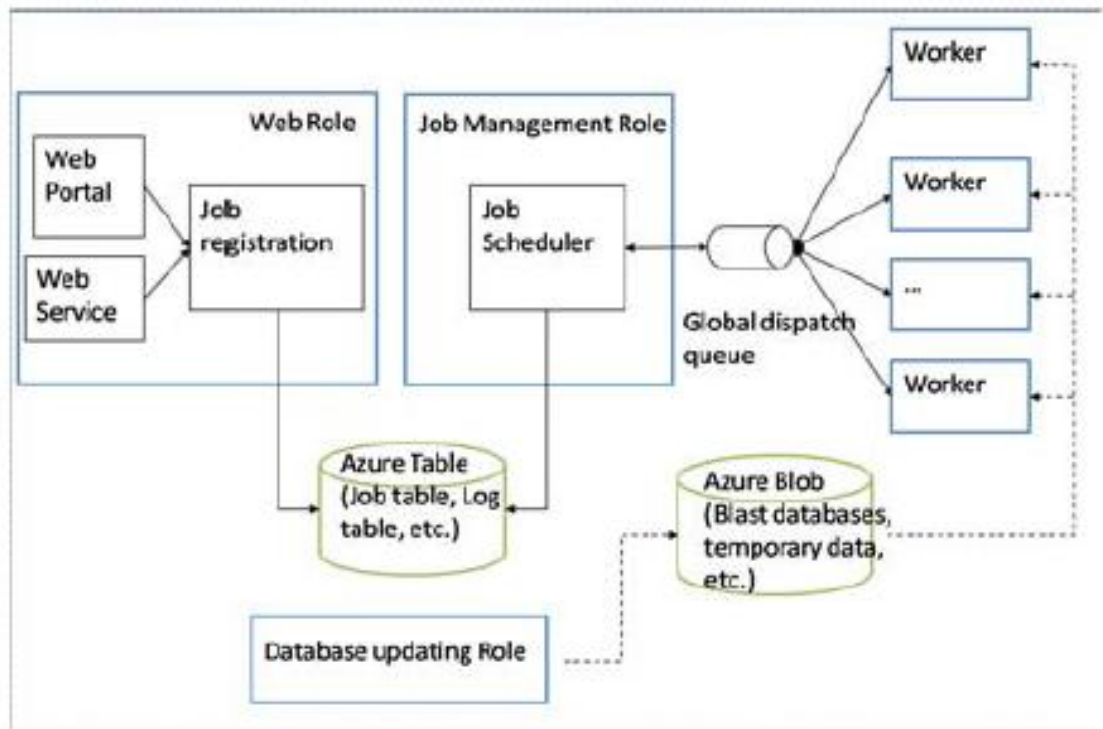 Web Role
Web
Portal
Web
Service
Job
registration
Job Management Role
Job
Scheduler
Global dispatch
queue
Worker
Worker
...
Worker
Azure Table
(Job table, Log
table, etc.)
Azure Blob
(Blast databases,
temporary data,
etc.)
Database updating Role